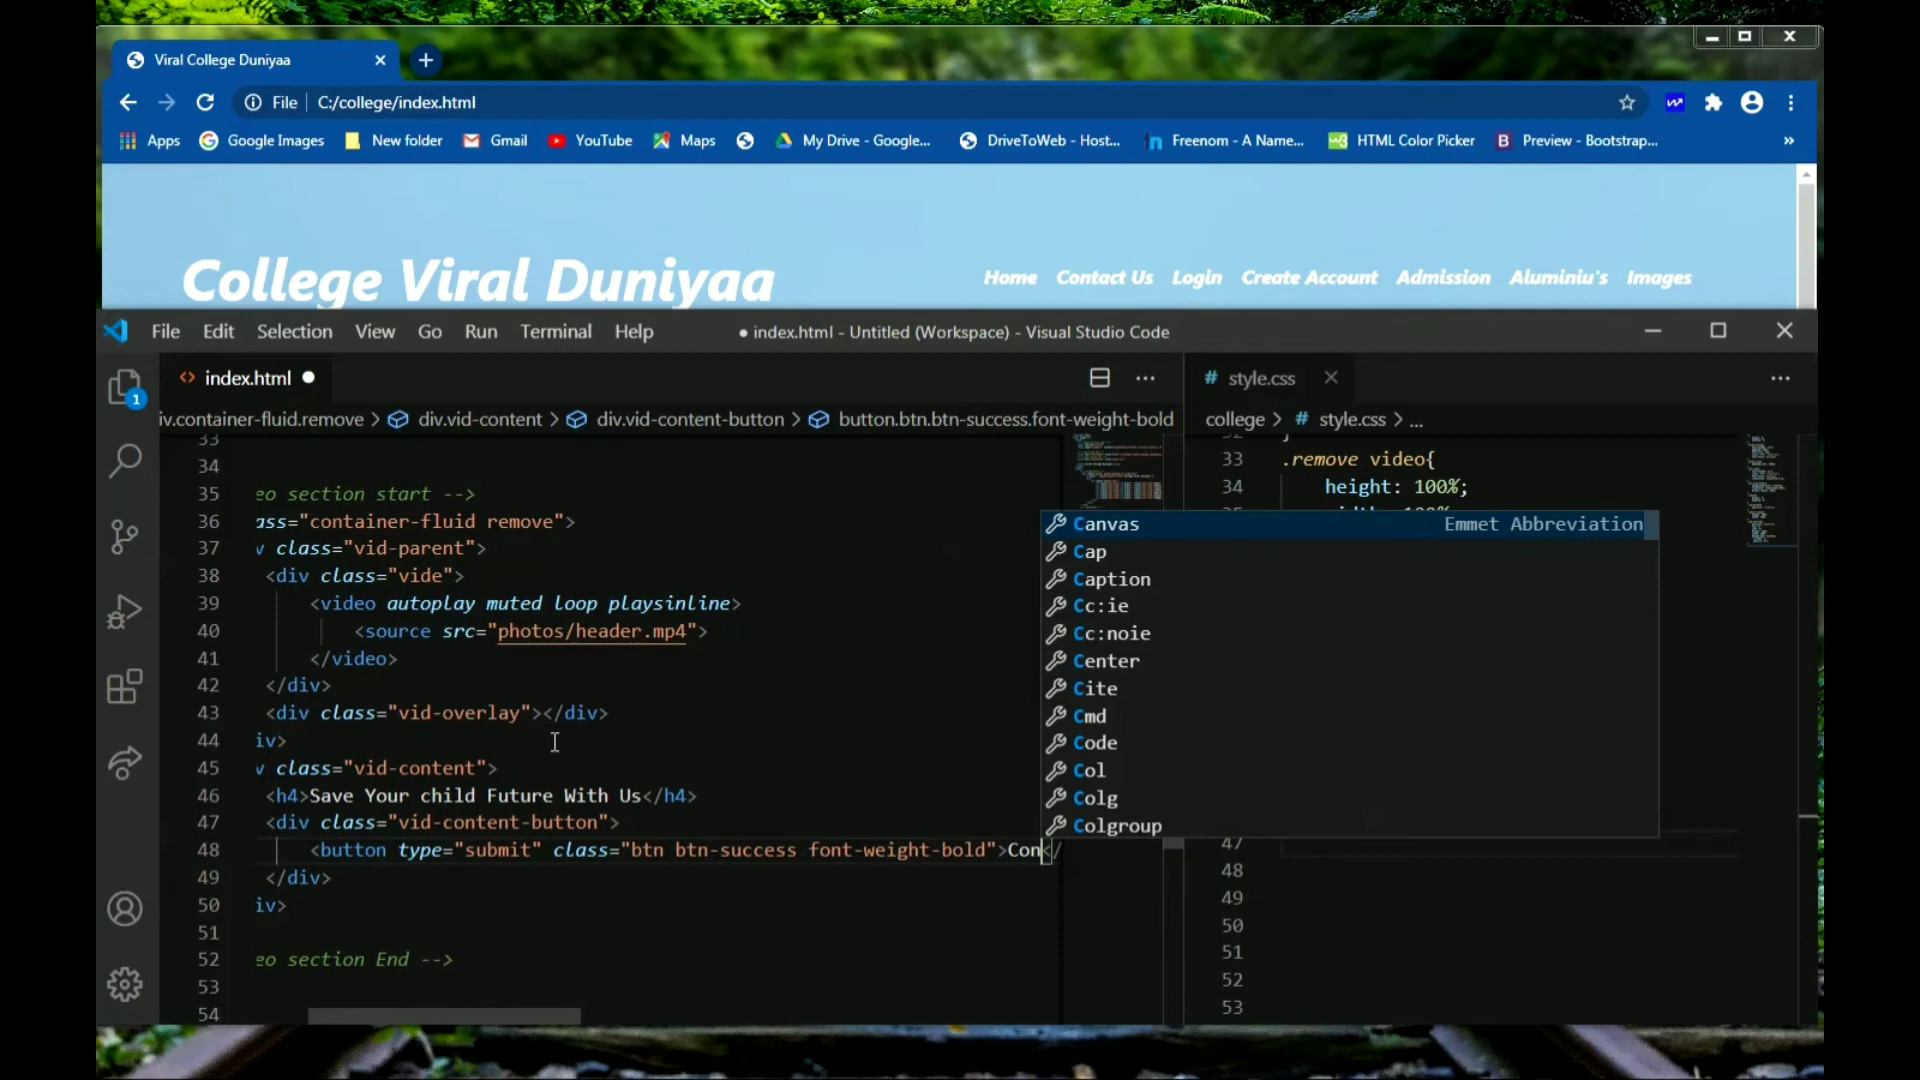 Viral College Duniyaa
File C:/college/index.html
Apps Google Images New folder Gmail YouTube Maps My Drive - Google... DriveToWeb - Host... Freenom - A Name... HTML Color Picker B Preview - Bootstrap... »
College Viral Duniyaa
Home Contact Us Login Create Account Admission Aluminiu's Images
File Edit Selection View Go Run Terminal Help ● index.html - Untitled (Workspace) - Visual Studio Code
<> index.html ● ···
# style.css ···
iv.container-fluid.remove > div.vid-content > div.vid-content-button > button.btn.btn-success.font-weight-bold
college > # style.css > ...
1
33
34
35 eo section start -->
36 ass="container-fluid remove">
37 v class="vid-parent">
38 <div class="vide">
39 <video autoplay muted loop playsinline>
40 <source src="photos/header.mp4">
41 </video>
42 </div>
43 <div class="vid-overlay"></div>
44 iv>
45 v class="vid-content">
46 <h4>Save Your child Future With Us</h4>
47 <div class="vid-content-button">
48 <button type="submit" class="btn btn-success font-weight-bold">Con</
49 </div>
50 iv>
51
52 eo section End -->
53
54
33 .remove video{
34 height: 100%;
Canvas Emmet Abbreviation
Cap
Caption
Cc:ie
Cc:noie
Center
Cite
Cmd
Code
Col
Colg
Colgroup
47
48
49
50
51
52
53